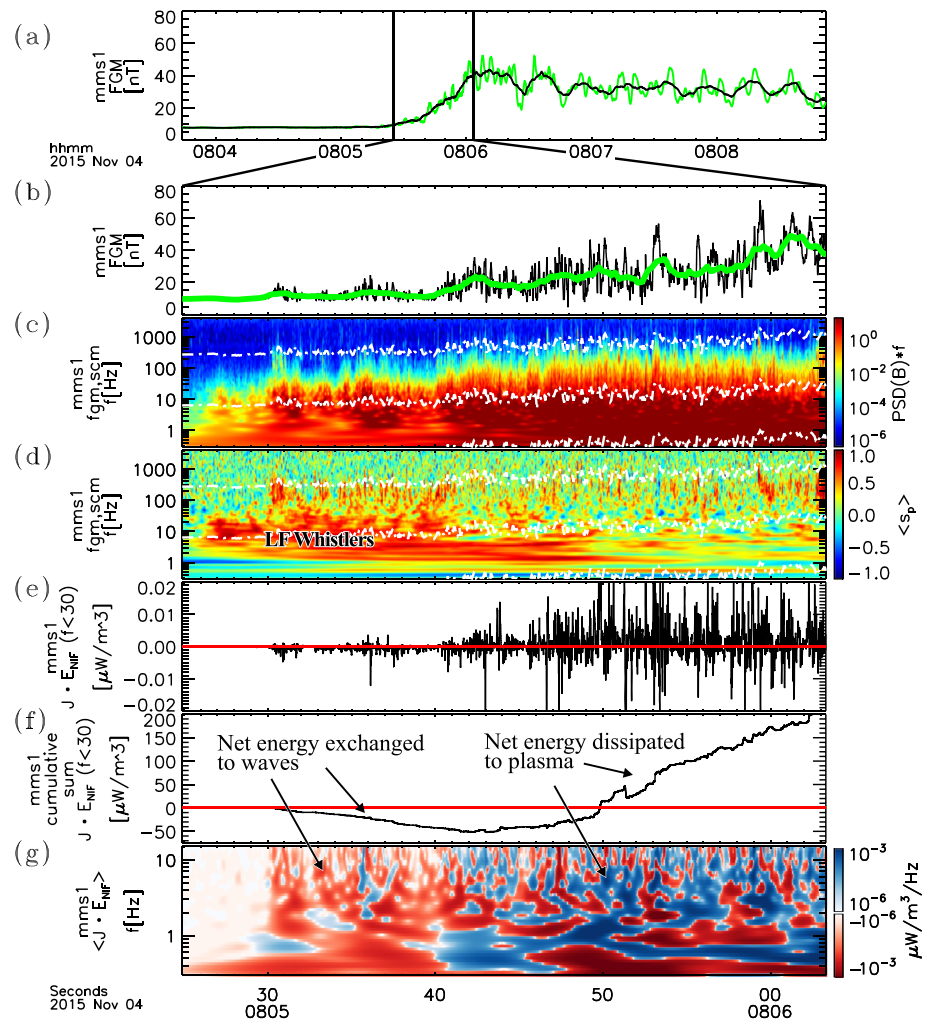 (a)
mms1
FGM
[nT]
80
60
40
20
0
hhmm
2015 Nov 04
0804
0805
0806
0807
0808
(b)
mms1
FGM
[nT]
80
60
40
20
0
(c)
mms1
fgm,scm
f[Hz]
1000
100
10
1
10^0
10^-2
10^-4
10^-6
PSD(B)*f
(d)
mms1
fgm,scm
f[Hz]
1000
100
10
1
LF Whistlers
1.0
0.5
0.0
-0.5
-1.0
<s_p>
(e)
mms1
J · E_NIF (f<30)
[μW/m^3]
0.02
0.01
0.00
-0.01
-0.02
(f)
mms1
cumulative
sum
J · E_NIF (f<30)
[μW/m^3]
200
150
100
50
0
-50
Net energy exchanged
to waves
Net energy dissipated
to plasma
(g)
mms1
<J · E_NIF>
f[Hz]
10
1
10^-3
10^-6
-10^-6
-10^-3
μW/m^3/Hz
Seconds
2015 Nov 04
30
0805
40
50
00
0806